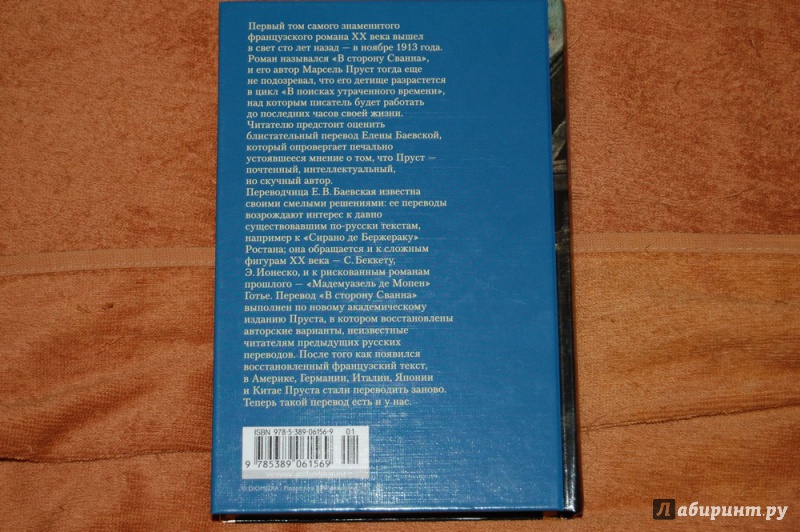 Первый том самого знаменитого
французского романа XX века вышел
в свет сто лет назад — в ноябре 1913 года.
Роман назывался «В сторону Сванна»,
и его автор Марсель Пруст тогда еще
не подозревал, что его детище разрастется
в цикл «В поисках утраченного времени»,
над которым писатель будет работать
до последних часов своей жизни.
Читателю предстоит оценить
блистательный перевод Елены Баевской,
который опровергает печально
устоявшееся мнение о том, что Пруст —
почтенный, интеллектуальный,
но скучный автор.
Переводчица Е. В. Баевская известна
своими смелыми решениями: ее переводы
возрождают интерес к давно
существовавшим по-русски текстам,
например к «Сирано де Бержераку»
Ростана; она обращается и к сложным
фигурам XX века — С. Беккету,
Э. Ионеско, и к рискованным романам
прошлого — «Мадемуазель де Мопен»
Готье. Перевод «В сторону Сванна»
выполнен по новому академическому
изданию Пруста, в котором восстановлены
авторские варианты, неизвестные
читателям предыдущих русских
переводов. После того как появился
восстановленный французский текст,
в Америке, Германии, Италии, Японии
и Китае Пруста стали переводить заново.
Теперь такой перевод есть и у нас.
ISBN 978-5-389-06156-9 01
9 785389 061569
Лабиринт.ру